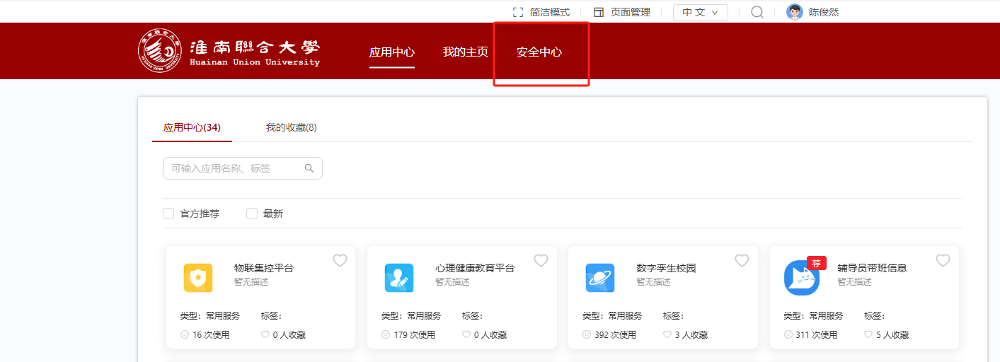 简洁模式 页面管理 中文 陈俊然
淮南聯合大學 应用中心 我的主页 安全中心
Huainan Union University
应用中心(34) 我的收藏(8)
可输入应用名称、标签
官方推荐 最新
物联集控平台 心理健康教育平台 数字孪生校园 荐 辅导员带班信息
暂无描述 暂无描述 暂无描述 暂无描述
类型：常用服务 标签： 类型：常用服务 标签： 类型：常用服务 标签： 类型：常用服务 标签：
16 次使用 0 人收藏 179 次使用 0 人收藏 392 次使用 3 人收藏 311 次使用 5 人收藏